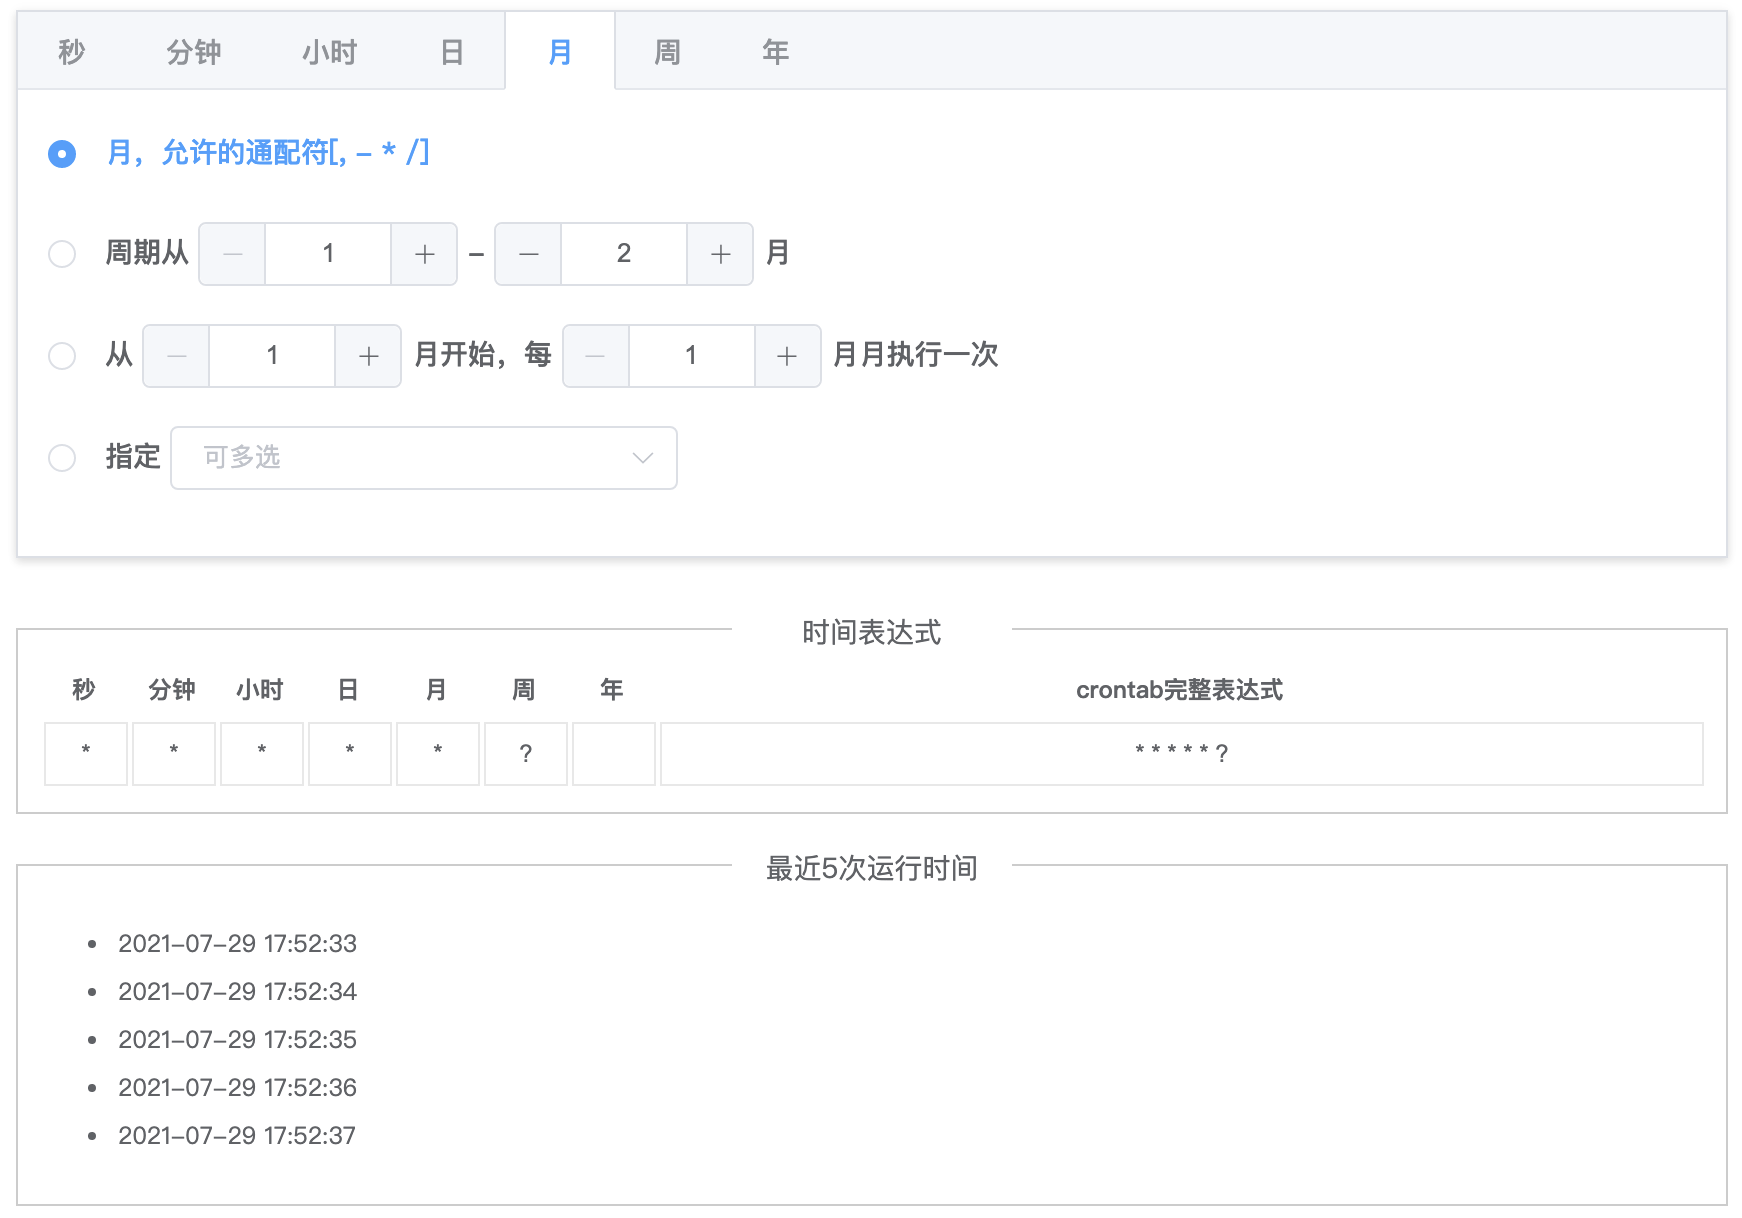 秒 分钟 小时 日 月 周 年
月，允许的通配符[, - * /]
周期从 1 - 2 月
从 1 月开始，每 1 月月执行一次
指定 可多选
时间表达式
秒 分钟 小时 日 月 周 年 crontab完整表达式
* * * * * ? * * * * * ?
最近5次运行时间
2021-07-29 17:52:33
2021-07-29 17:52:34
2021-07-29 17:52:35
2021-07-29 17:52:36
2021-07-29 17:52:37